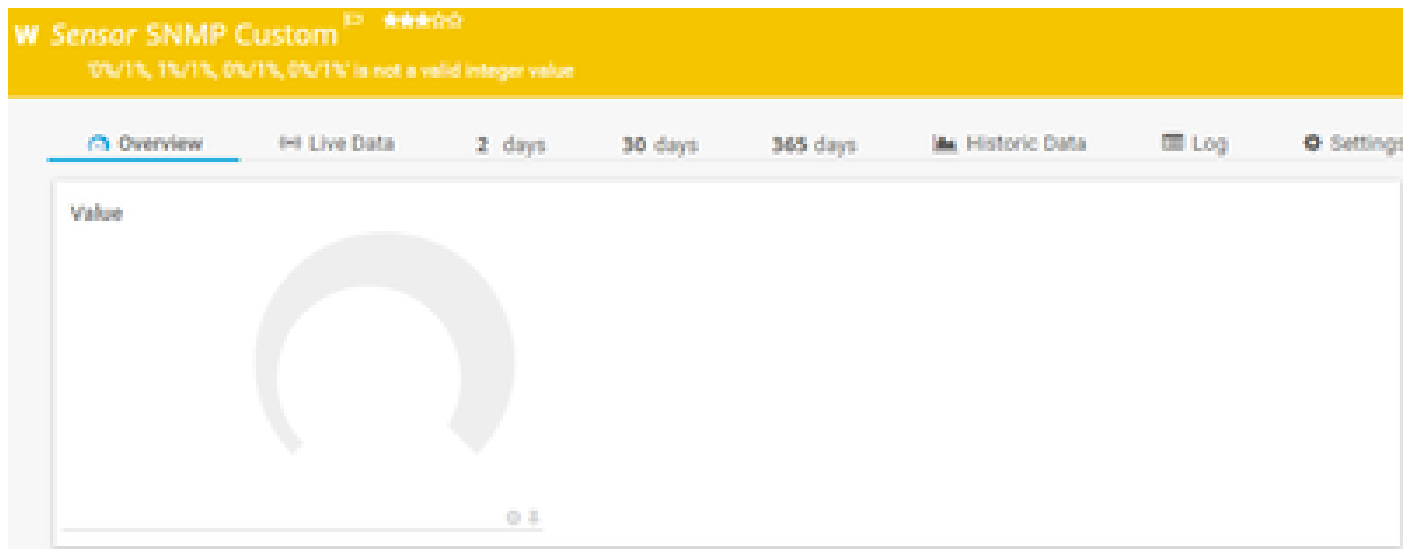 W Sensor SNMP Custom
'0%/1%, 1%/1%, 0%/1%, 0%/1%' is not a valid integer value
Overview Live Data 2 days 30 days 365 days Historic Data Log Settings
Value